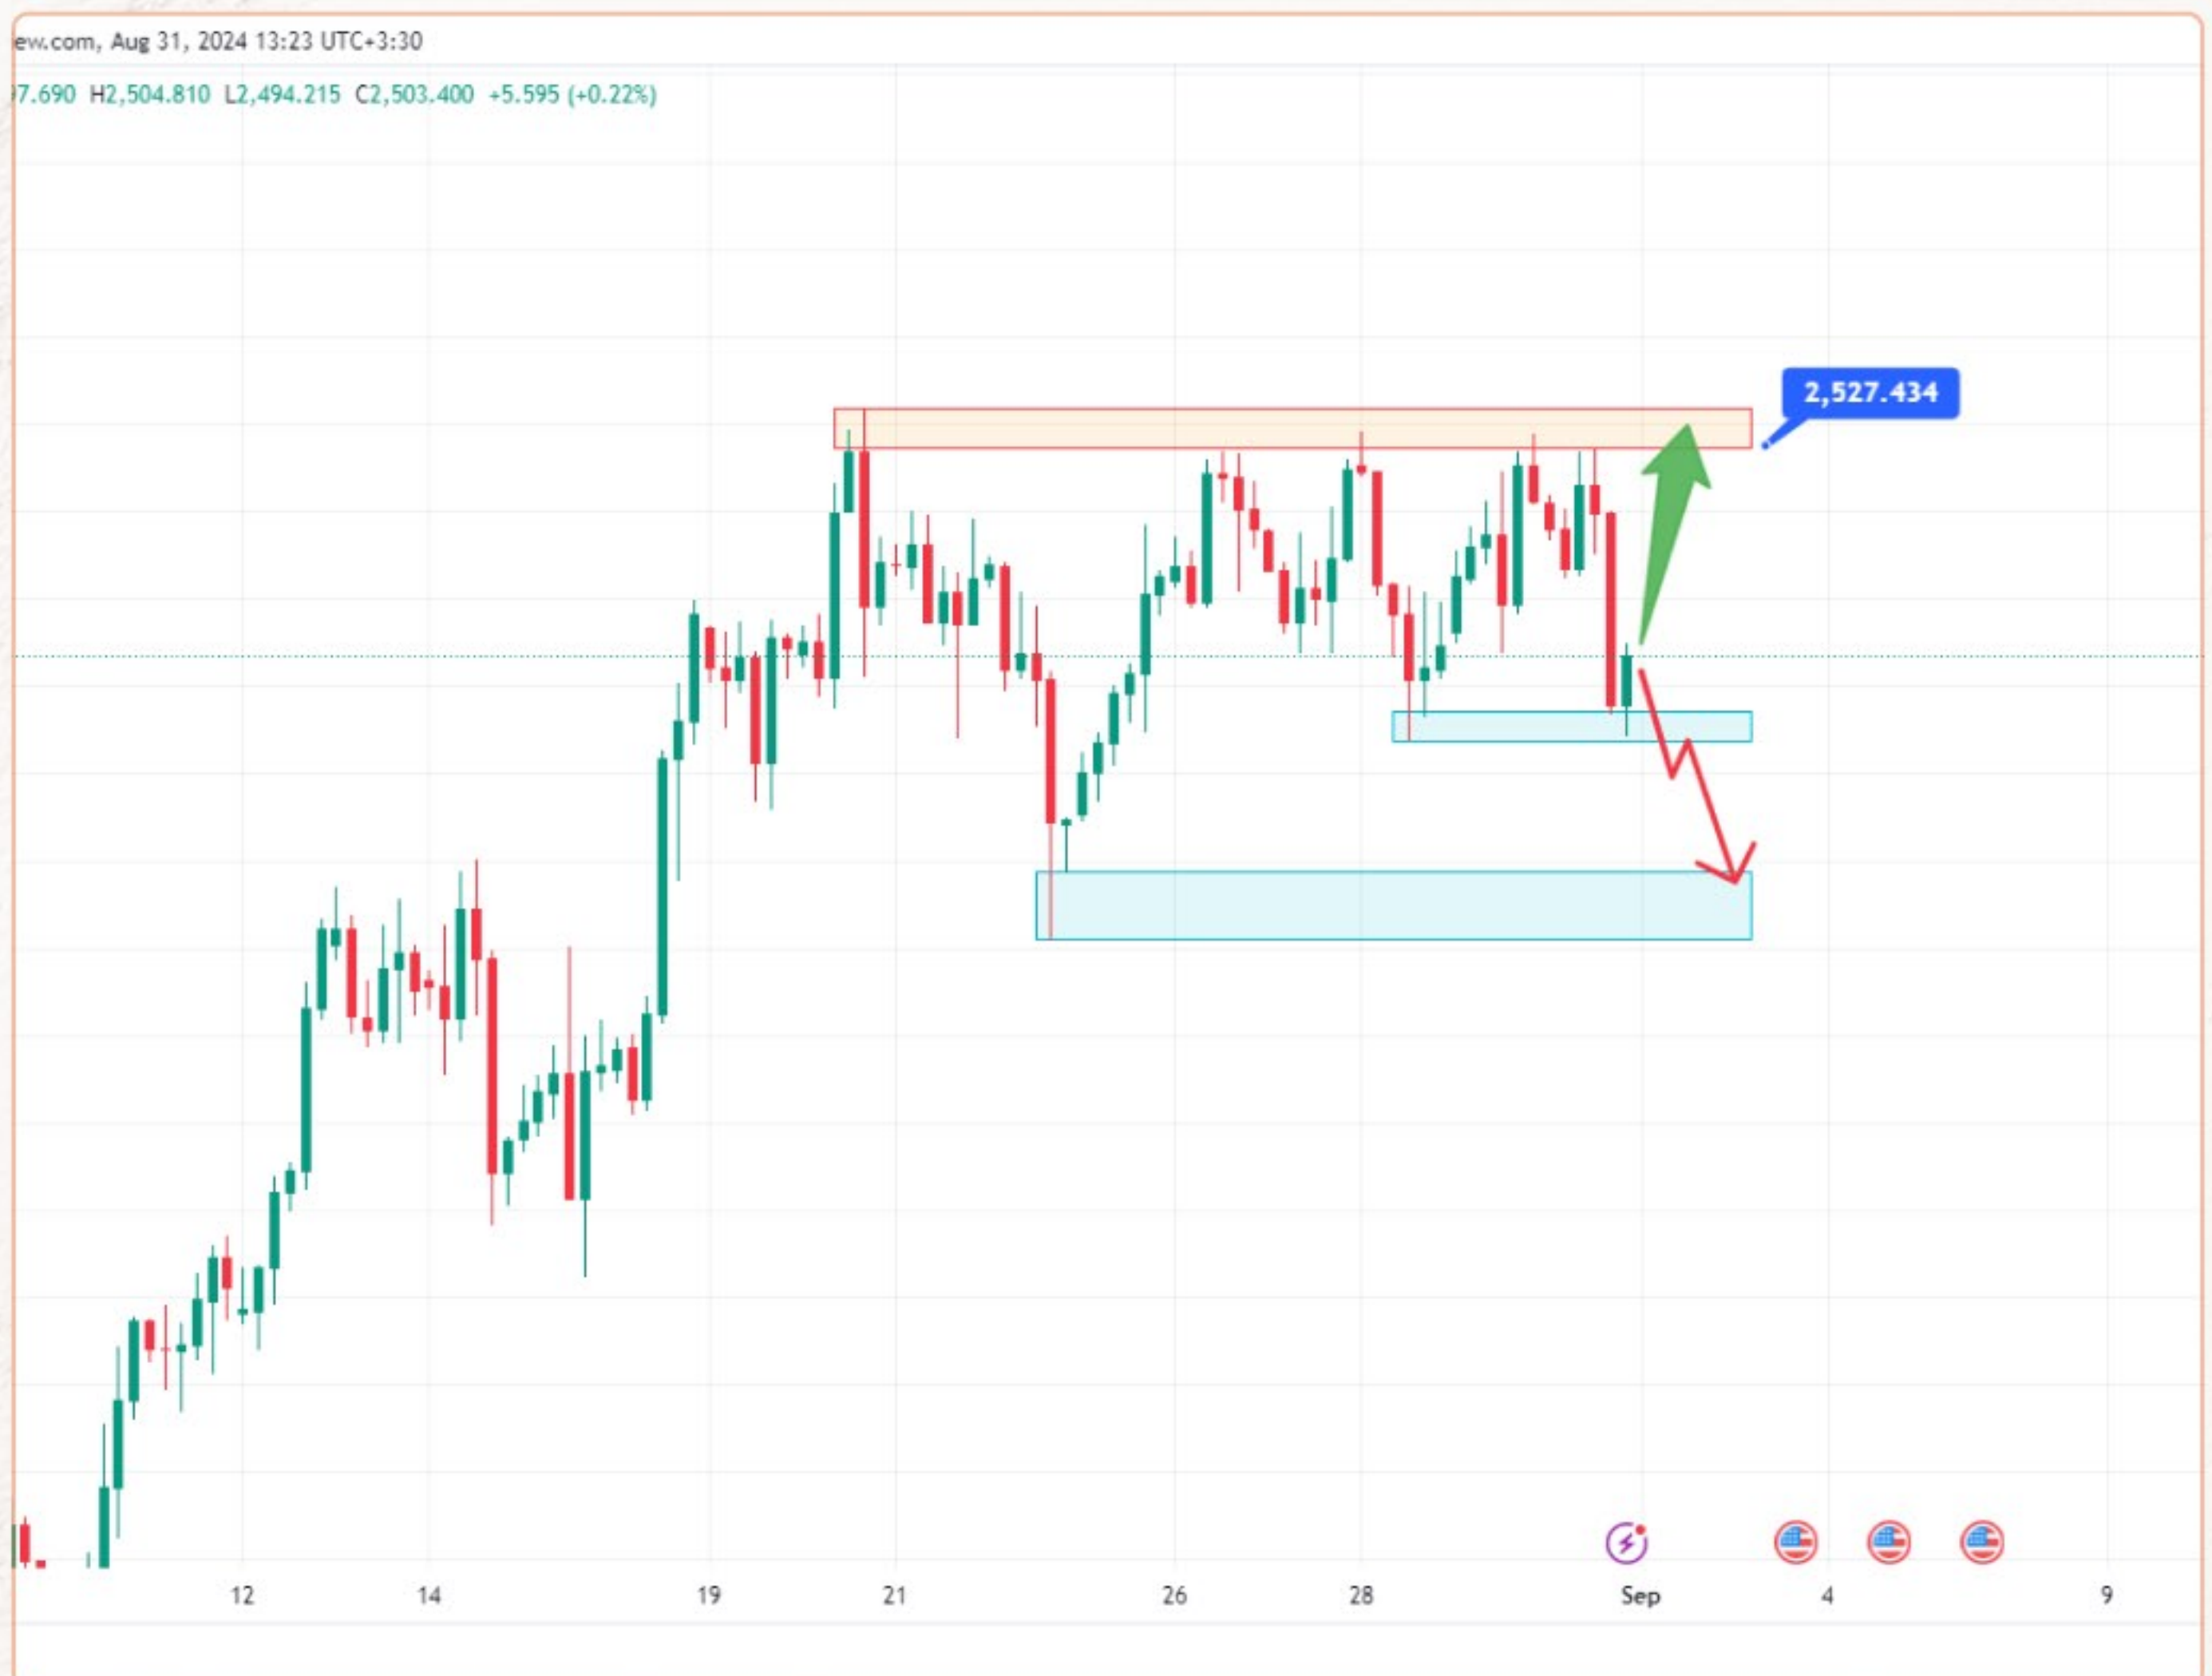 ew.com, Aug 31, 2024 13:23 UTC+3:30
97.690 H2,504.810 L2,494.215 C2,503.400 +5.595 (+0.22%)
2,527.434
12 14 19 21 26 28 Sep 4 9